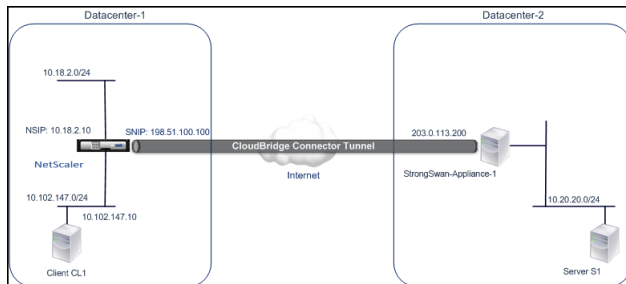 Datacenter-1
Datacenter-2
10.18.2.0/24
NSIP: 10.18.2.10
SNIP: 198.51.100.100
203.0.113.200
CloudBridge Connector Tunnel
NetScaler
Internet
StrongSwan-Appliance-1
10.102.147.0/24
10.102.147.10
10.20.20.0/24
Client CL1
Server S1